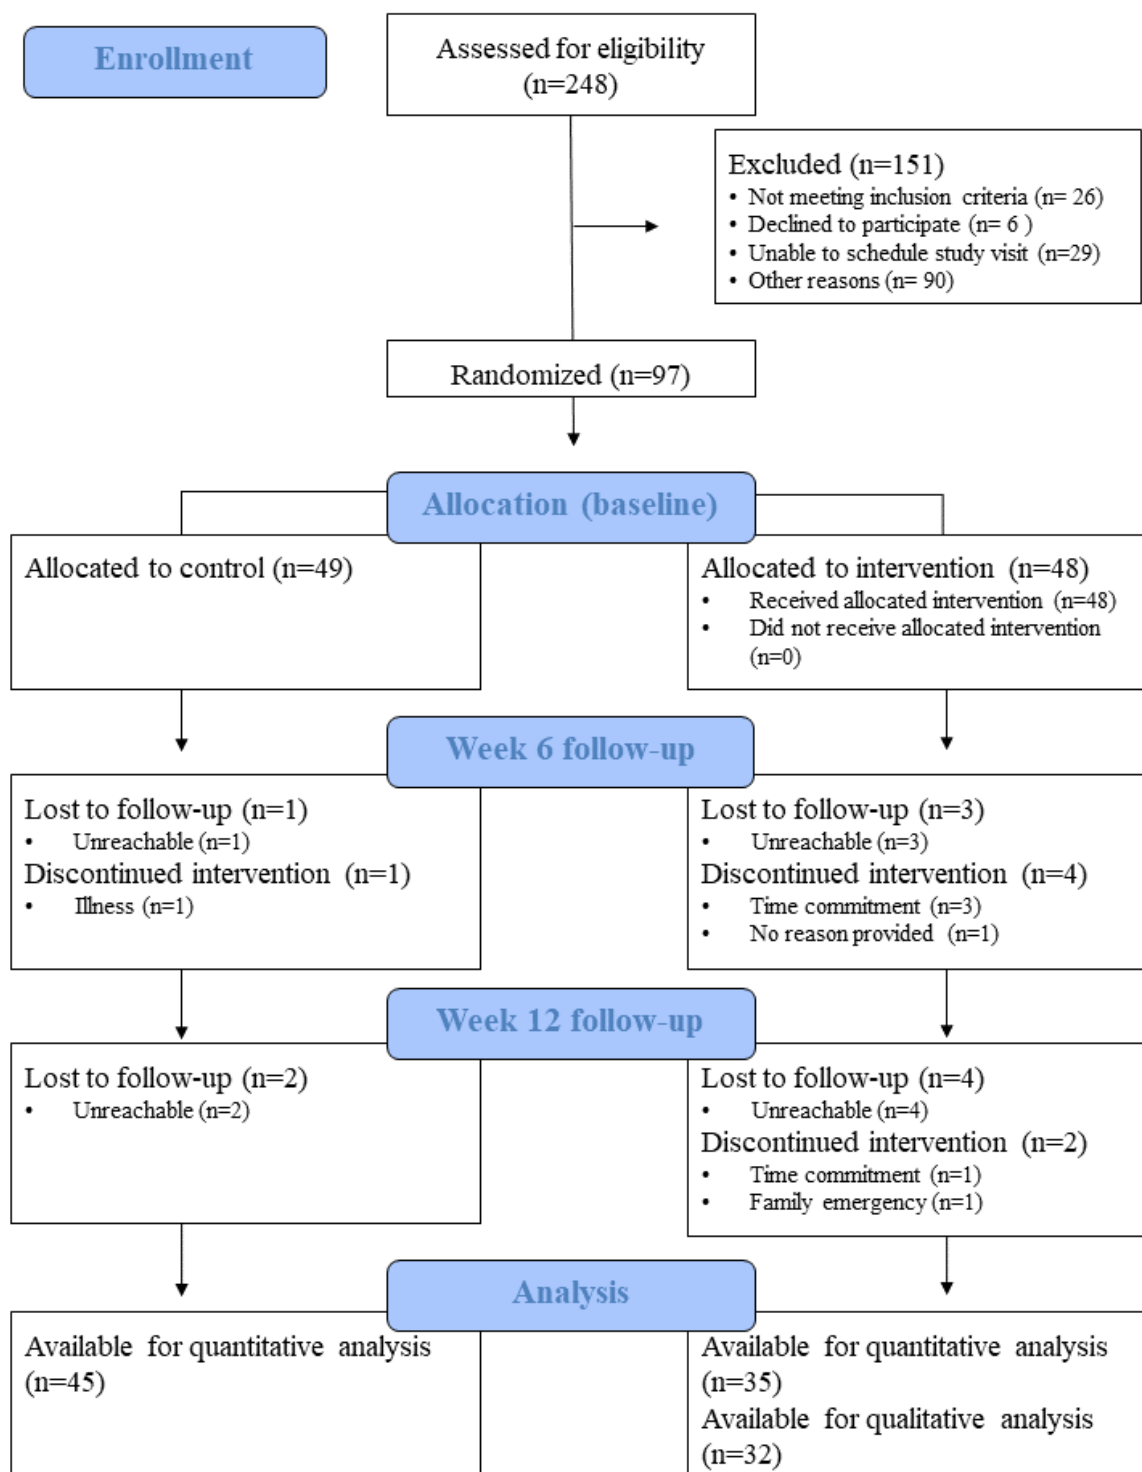 Enrollment
Assessed for eligibility
(n=248)
Excluded (n=151)
• Not meeting inclusion criteria (n= 26)
• Declined to participate (n= 6 )
• Unable to schedule study visit (n=29)
• Other reasons (n= 90)
Randomized (n=97)
Allocation (baseline)
Allocated to control (n=49)
Allocated to intervention (n=48)
• Received allocated intervention (n=48)
• Did not receive allocated intervention
(n=0)
Week 6 follow-up
Lost to follow-up (n=1)
• Unreachable (n=1)
Discontinued intervention (n=1)
• Illness (n=1)
Lost to follow-up (n=3)
• Unreachable (n=3)
Discontinued intervention (n=4)
• Time commitment (n=3)
• No reason provided (n=1)
Week 12 follow-up
Lost to follow-up (n=2)
• Unreachable (n=2)
Lost to follow-up (n=4)
• Unreachable (n=4)
Discontinued intervention (n=2)
• Time commitment (n=1)
• Family emergency (n=1)
Analysis
Available for quantitative analysis
(n=45)
Available for quantitative analysis
(n=35)
Available for qualitative analysis
(n=32)